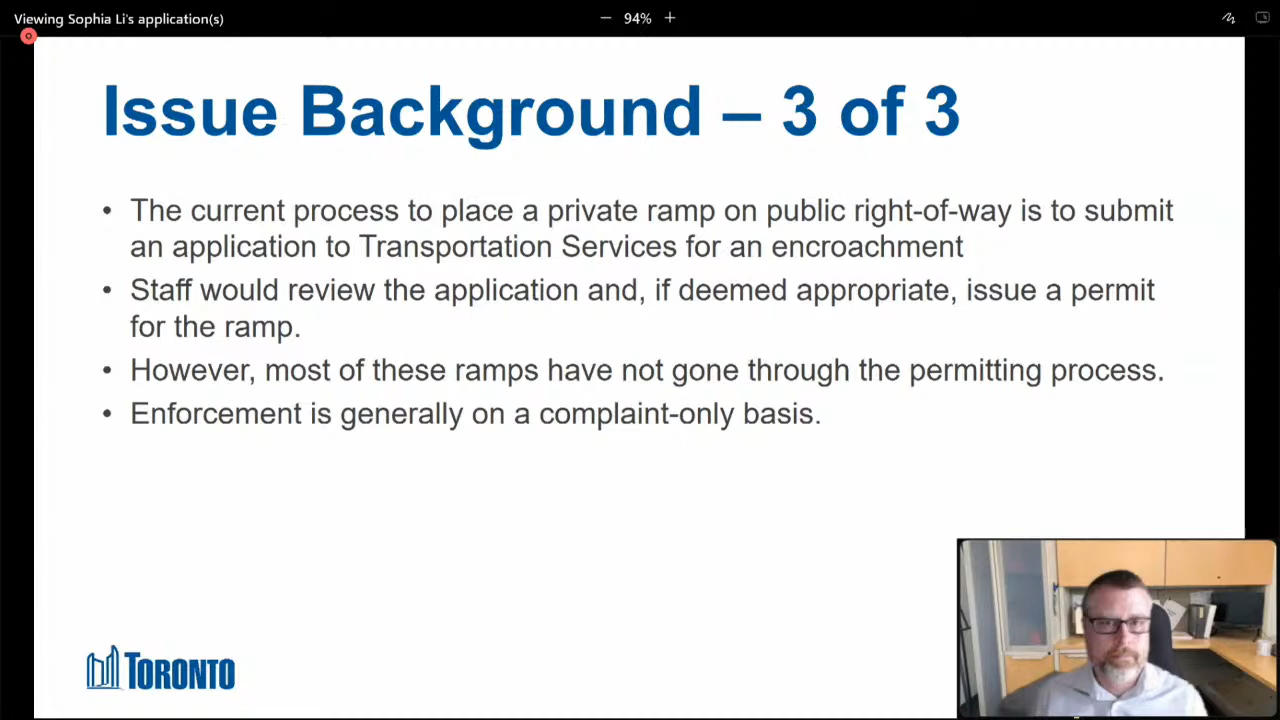 Viewing Sophia Li's application(s)
94%
Issue Background – 3 of 3
• The current process to place a private ramp on public right-of-way is to submit
an application to Transportation Services for an encroachment
• Staff would review the application and, if deemed appropriate, issue a permit
for the ramp.
• However, most of these ramps have not gone through the permitting process.
• Enforcement is generally on a complaint-only basis.
TORONTO